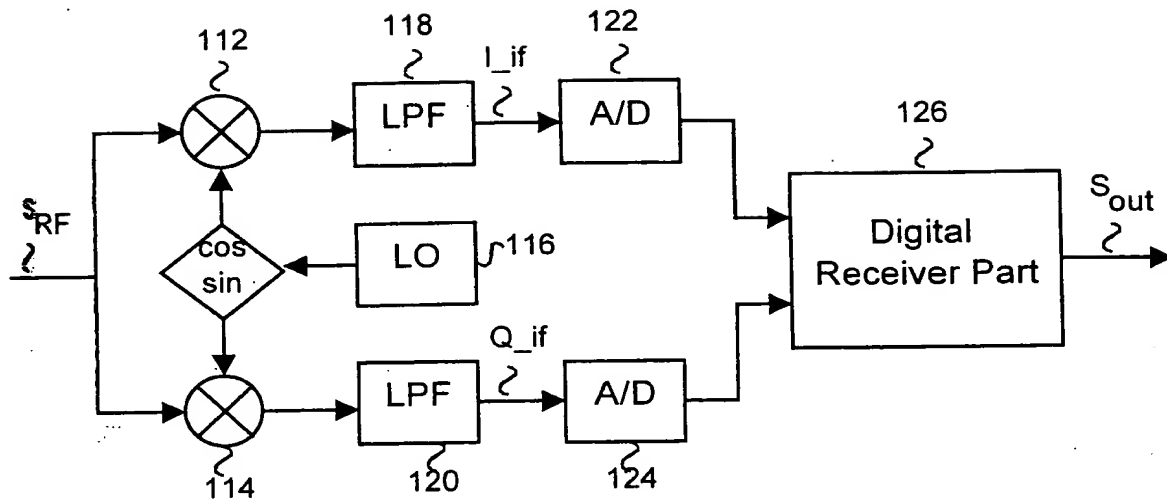 112
118
I_if
122
LPF
A/D
126
S_RF
cos
sin
LO
116
Digital
Receiver Part
S_out
Q_if
LPF
A/D
114
120
124